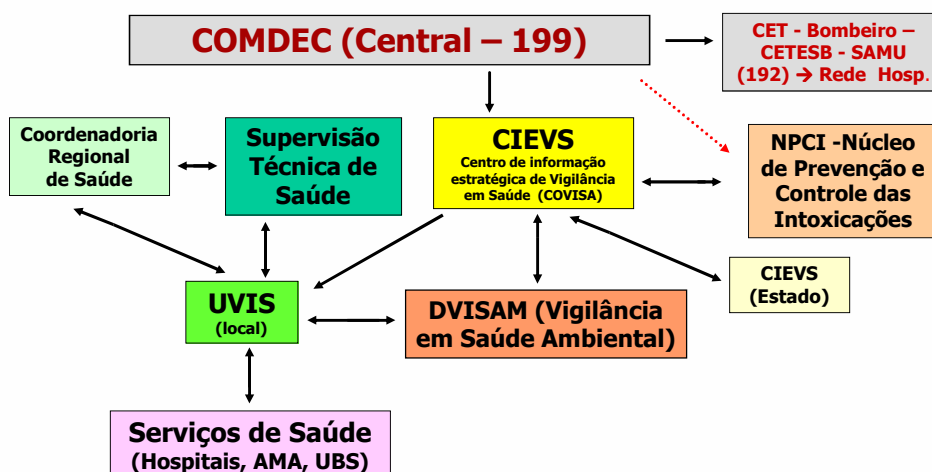 COMDEC (Central – 199)
CET - Bombeiro –
CETESB - SAMU
(192) → Rede Hosp.
Coordenadoria
Regional
de Saúde
Supervisão
Técnica de
Saúde
CIEVS
Centro de informação
estratégica de Vigilância
em Saúde (COVISA)
NPCI -Núcleo
de Prevenção e
Controle das
Intoxicações
CIEVS
(Estado)
UVIS
(local)
DVISAM (Vigilância
em Saúde Ambiental)
Serviços de Saúde
(Hospitais, AMA, UBS)